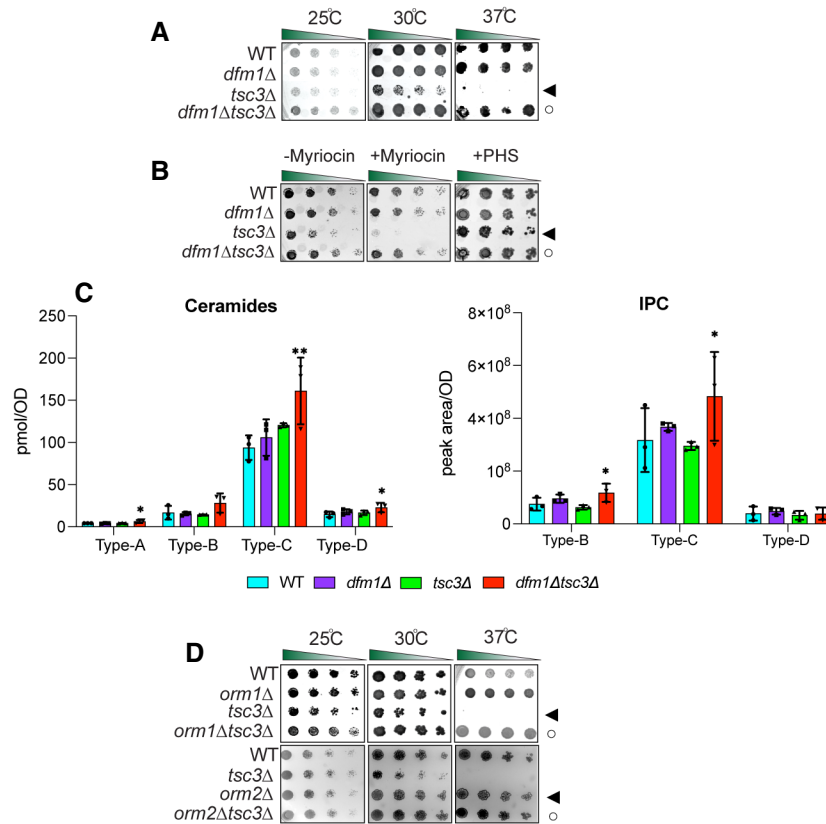 A
25°C 30°C 37°C
WT
dfm1Δ
tsc3Δ
dfm1Δtsc3Δ
B
-Myriocin +Myriocin +PHS
WT
dfm1Δ
tsc3Δ
dfm1Δtsc3Δ
C
Ceramides
pmol/OD
250
200
150
100
50
0
* ** *
Type-A Type-B Type-C Type-D
IPC
peak area/OD
8×10⁸
6×10⁸
4×10⁸
10⁸
0
* *
Type-B Type-C Type-D
WT dfm1Δ tsc3Δ dfm1Δtsc3Δ
D
25°C 30°C 37°C
WT
orm1Δ
tsc3Δ
orm1Δtsc3Δ
WT
tsc3Δ
orm2Δ
orm2Δtsc3Δ